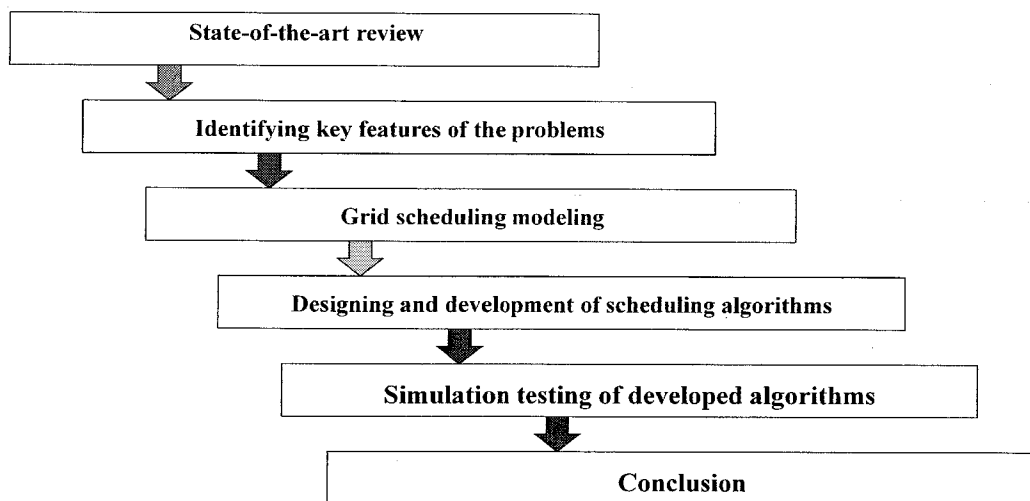 State-of-the-art review
Identifying key features of the problems
Grid scheduling modeling
Designing and development of scheduling algorithms
Simulation testing of developed algorithms
Conclusion